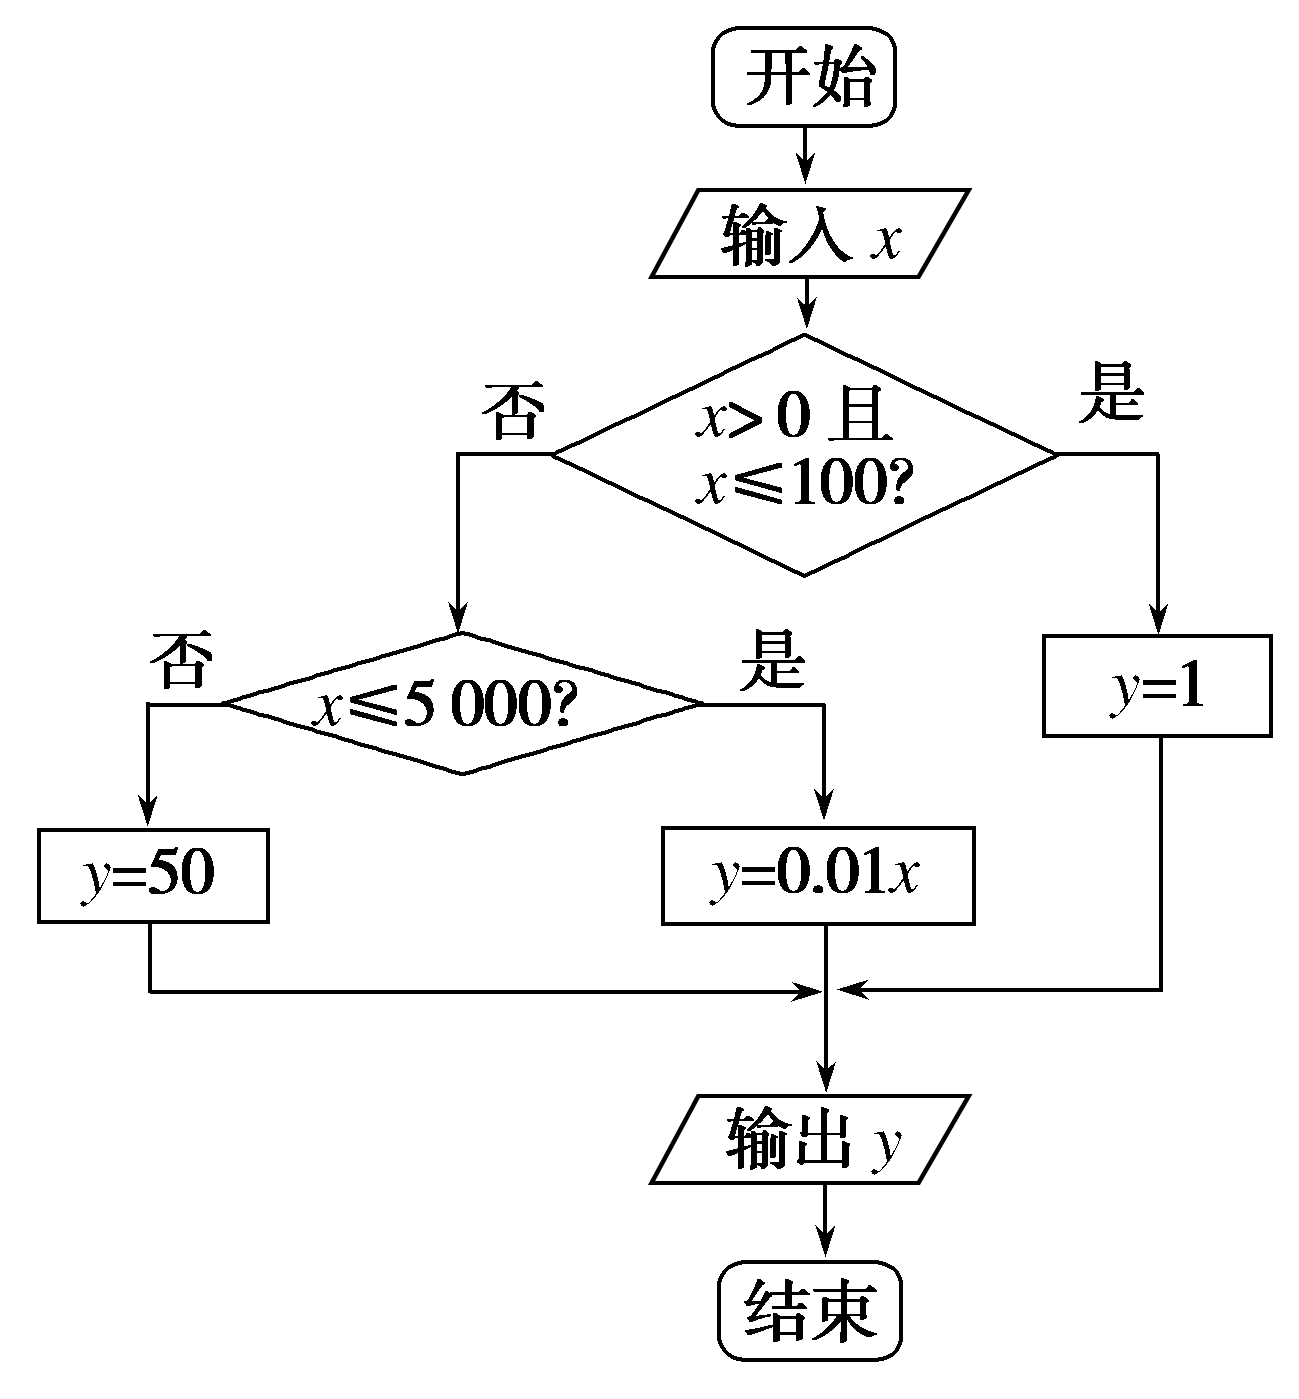 开始
输入 x
否
是
x>0 且
x≤100?
否
x≤5 000?
是
y=1
y=50
y=0.01x
输出 y
结束